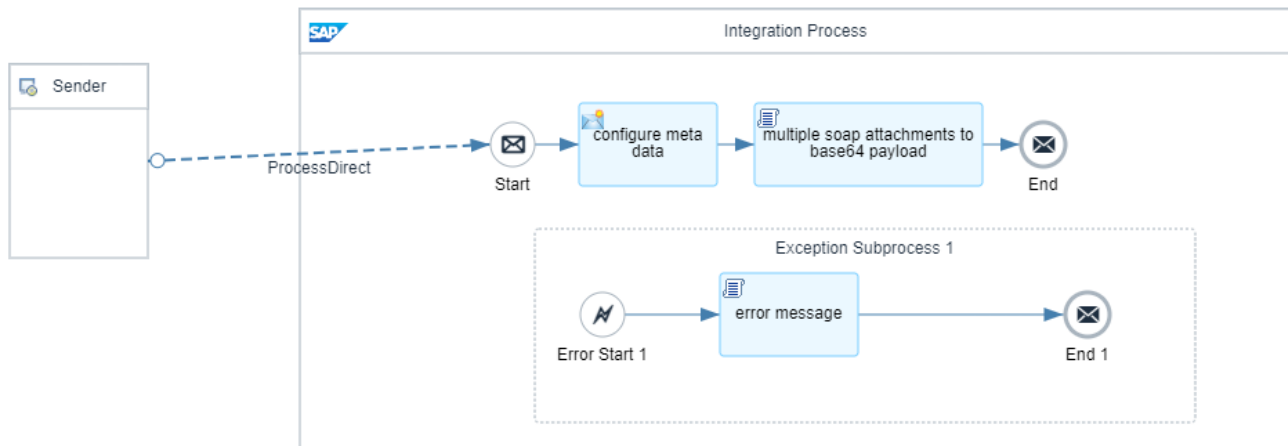 SAP
Integration Process
Sender
ProcessDirect
configure meta
data
multiple soap attachments to
base64 payload
Start
End
Exception Subprocess 1
error message
Error Start 1
End 1